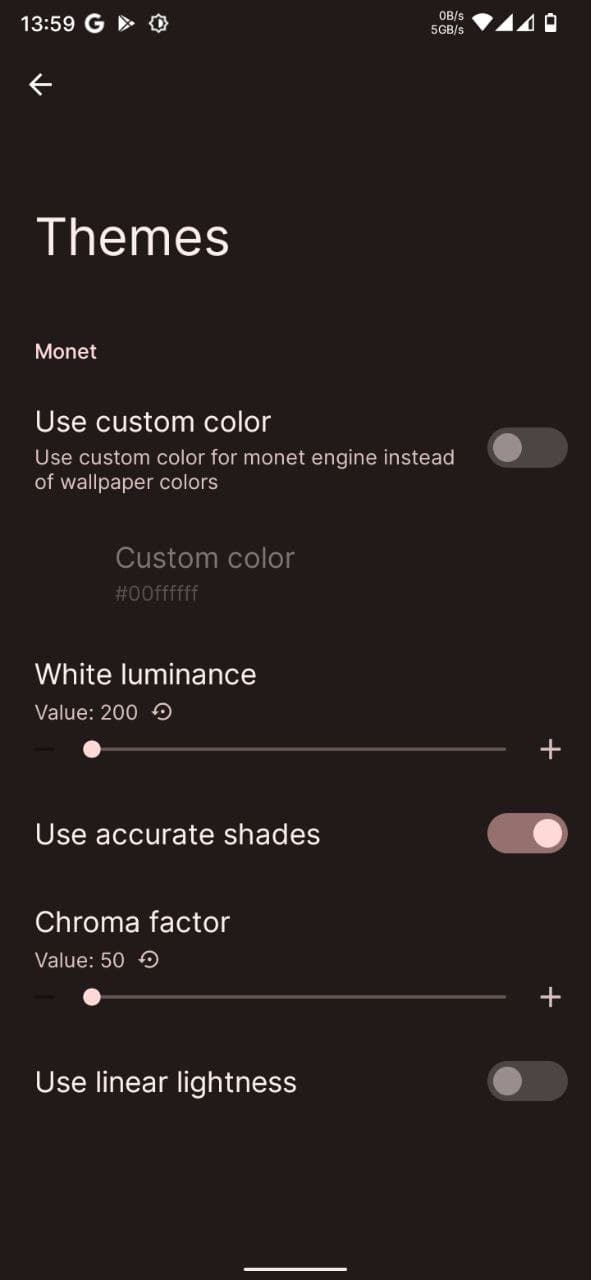 13:59
0B/s
5GB/s
Themes
Monet
Use custom color
Use custom color for monet engine instead
of wallpaper colors
Custom color
#00ffffff
White luminance
Value: 200
Use accurate shades
Chroma factor
Value: 50
Use linear lightness